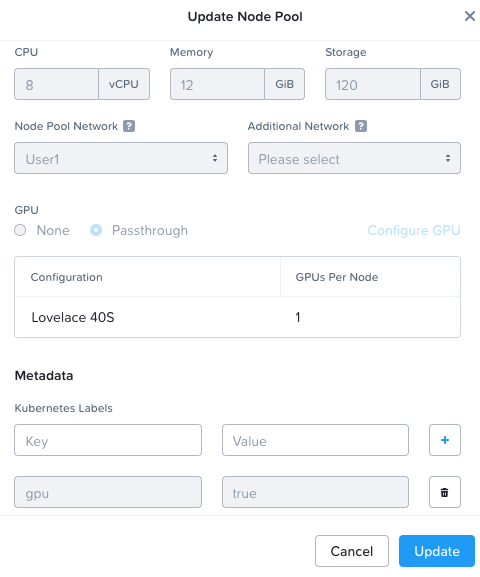 Update Node Pool
CPU Memory Storage
8 vCPU 12 GiB 120 GiB
Node Pool Network ? Additional Network ?
User1 Please select
GPU
None Passthrough Configure GPU
Configuration GPUs Per Node
Lovelace 40S 1
Metadata
Kubernetes Labels
Key Value +
gpu true
Cancel Update